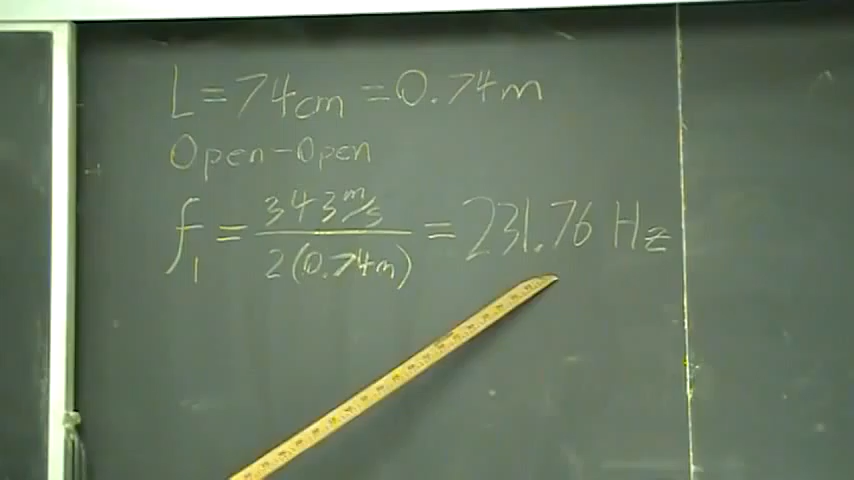 L = 74cm = 0.74m
Open-Open
f₁ = 343 m/s / 2(0.74m) = 231.76 Hz